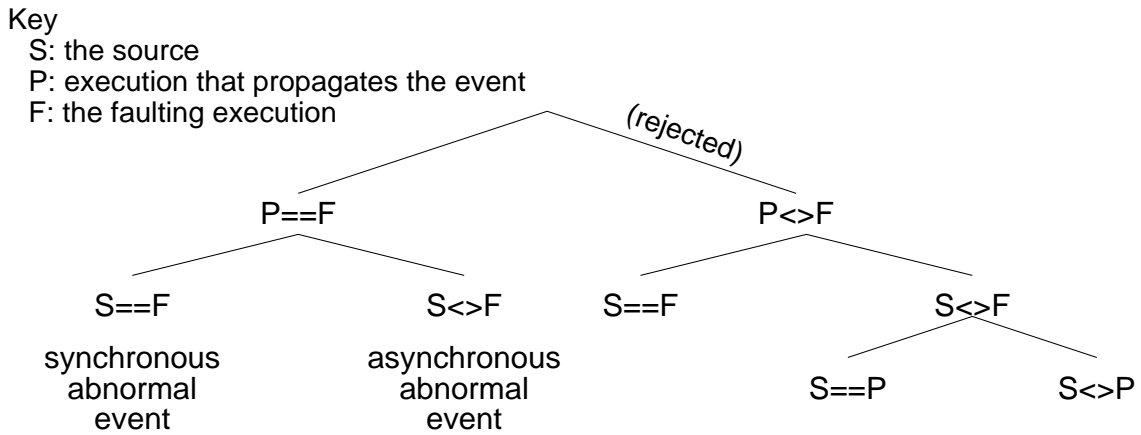 Key
S: the source
P: execution that propagates the event
F: the faulting execution
(rejected)
P==F
P<>F
S==F
S<>F
S==F
S<>F
synchronous
abnormal
event
asynchronous
abnormal
event
S==P
S<>P